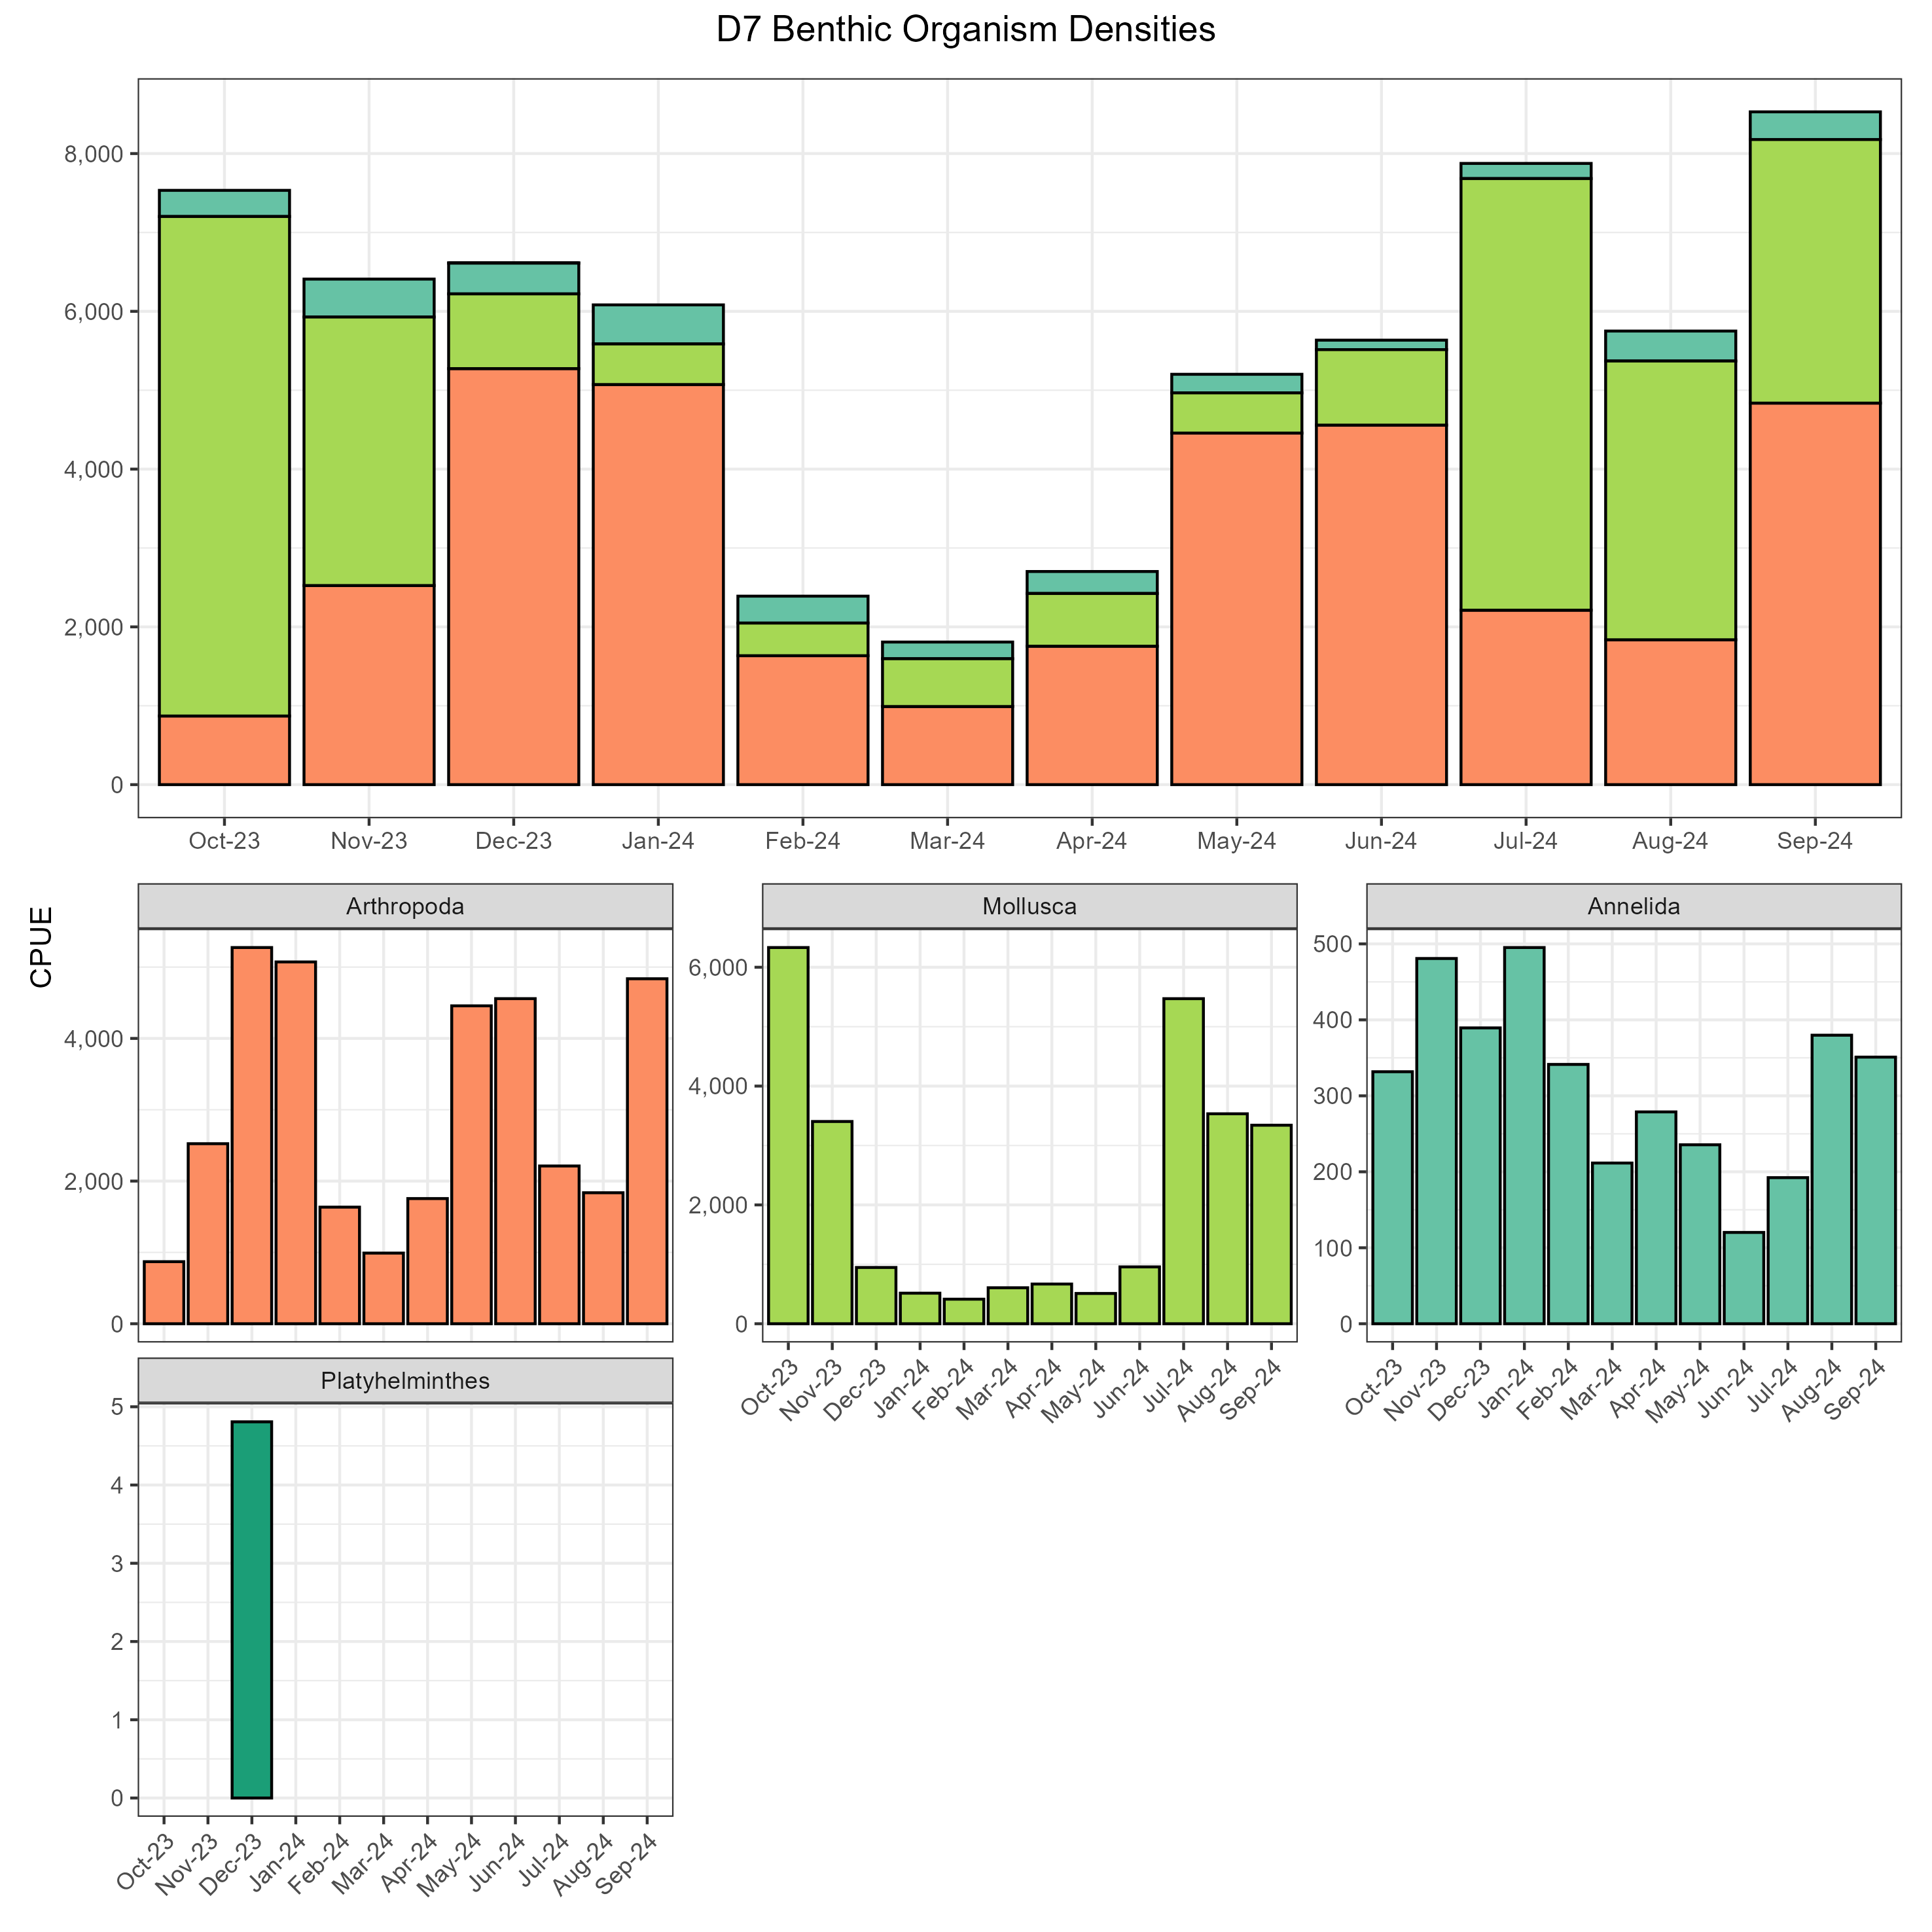 D7 Benthic Organism Densities
8,000
6,000
4,000
2,000
0
Oct-23 Nov-23 Dec-23 Jan-24 Feb-24 Mar-24 Apr-24 May-24 Jun-24 Jul-24 Aug-24 Sep-24
CPUE
Arthropoda
4,000
2,000
0
Mollusca
6,000
4,000
2,000
0
Oct-23 Nov-23 Dec-23 Jan-24 Feb-24 Mar-24 Apr-24 May-24 Jun-24 Jul-24 Aug-24 Sep-24
Annelida
500
400
300
200
100
0
Oct-23 Nov-23 Dec-23 Jan-24 Feb-24 Mar-24 Apr-24 May-24 Jun-24 Jul-24 Aug-24 Sep-24
Platyhelminthes
5
4
3
2
1
0
Oct-23 Nov-23 Dec-23 Jan-24 Feb-24 Mar-24 Apr-24 May-24 Jun-24 Jul-24 Aug-24 Sep-24